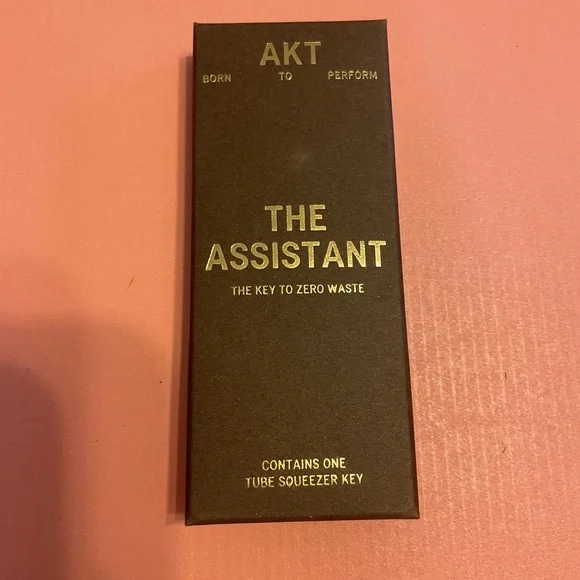 AKT
BORN TO PERFORM
THE
ASSISTANT
THE KEY TO ZERO WASTE
CONTAINS ONE
TUBE SQUEEZER KEY